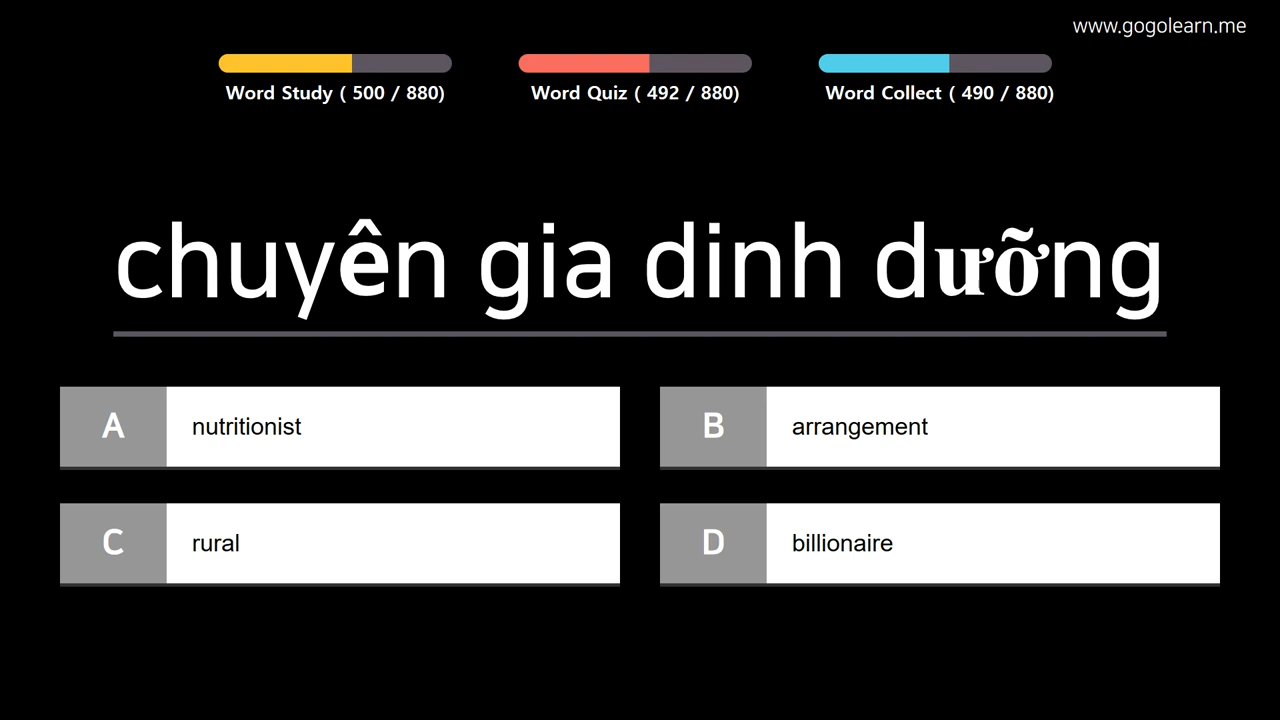 www.gogolearn.me
Word Study ( 500 / 880)
Word Quiz ( 492 / 880)
Word Collect ( 490 / 880)
chuyên gia dinh dưỡng
A nutritionist
B arrangement
C rural
D billionaire